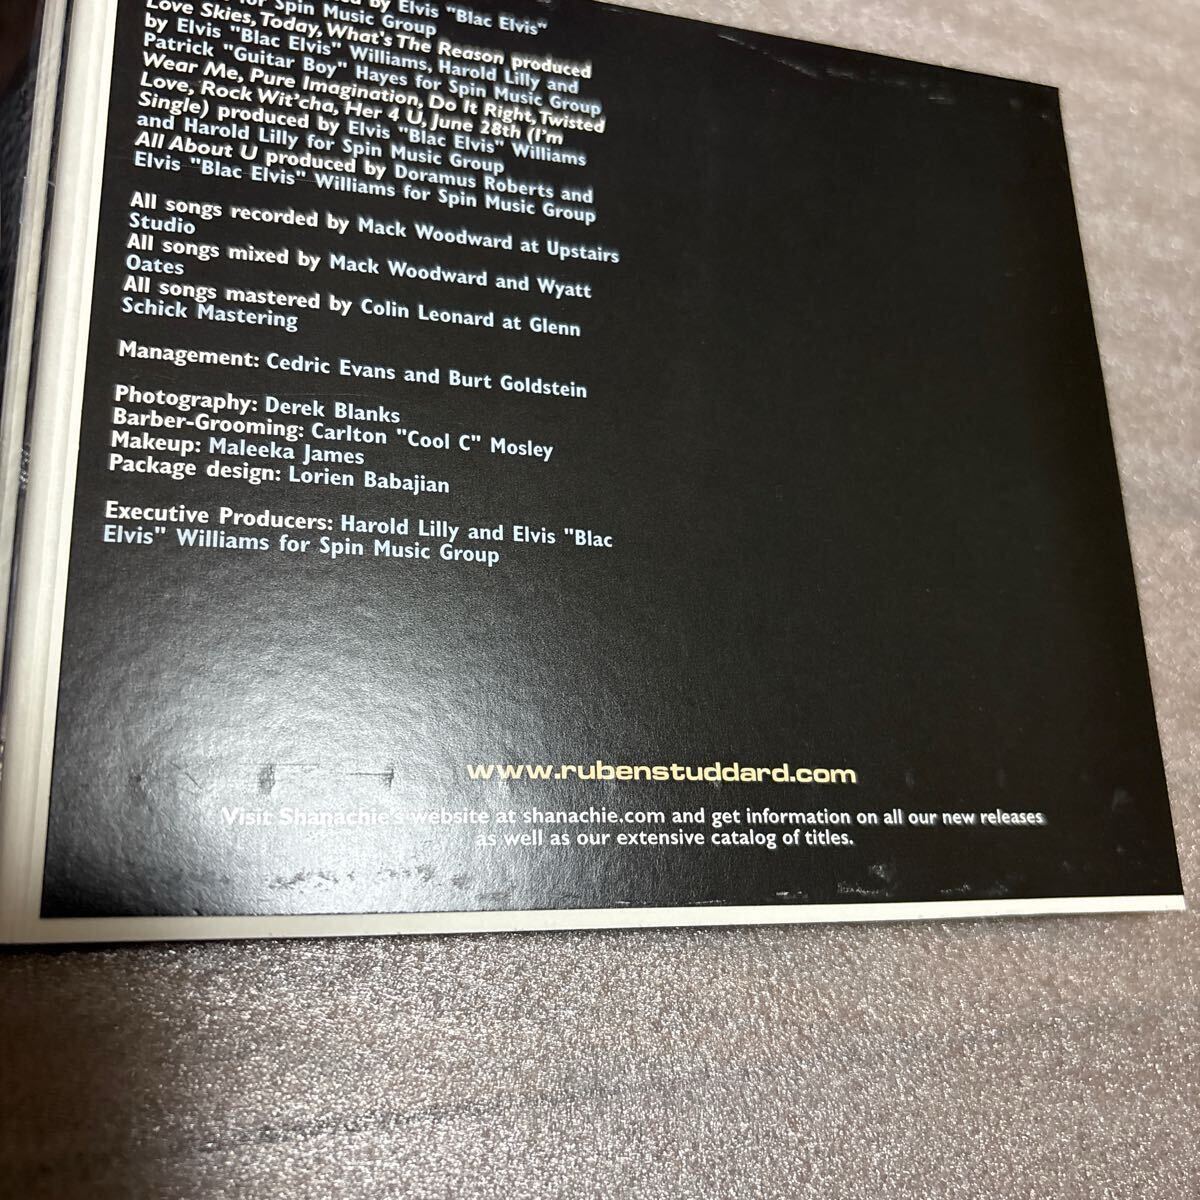 by Elvis "Blac Elvis"
for Spin Music Group
Love Skies, Today, What's The Reason produced
by Elvis "Blac Elvis" Williams, Harold Lilly and
Patrick "Guitar Boy" Hayes for Spin Music Group
Wear Me, Pure Imagination, Do It Right, Twisted
Love, Rock Wit'cha, Her 4 U, June 28th (I'm
Single) produced by Elvis "Blac Elvis" Williams
and Harold Lilly for Spin Music Group
All About U produced by Doramus Roberts and
Elvis "Blac Elvis" Williams for Spin Music Group
All songs recorded by Mack Woodward at Upstairs
Studio
All songs mixed by Mack Woodward and Wyatt
Oates
All songs mastered by Colin Leonard at Glenn
Schick Mastering
Management: Cedric Evans and Burt Goldstein
Photography: Derek Blanks
Barber-Grooming: Carlton "Cool C" Mosley
Makeup: Maleeka James
Package design: Lorien Babajian
Executive Producers: Harold Lilly and Elvis "Blac
Elvis" Williams for Spin Music Group
www.rubenstuddard.com
Visit Shanachie's website at shanachie.com and get information on all our new releases
as well as our extensive catalog of titles.